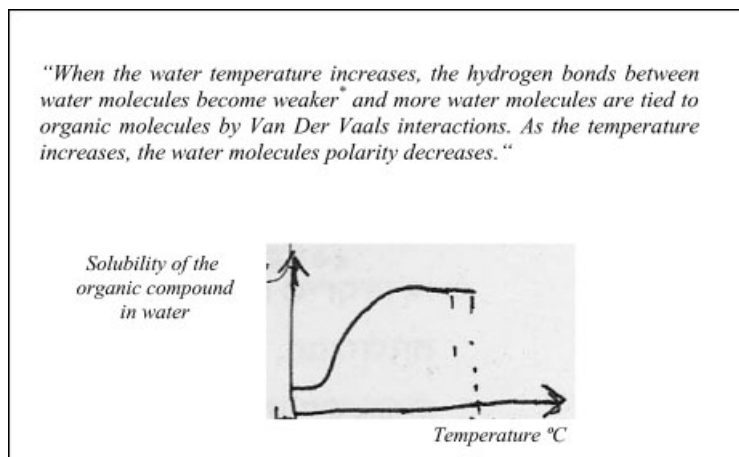 “When the water temperature increases, the hydrogen bonds between
water molecules become weaker* and more water molecules are tied to
organic molecules by Van Der Vaals interactions. As the temperature
increases, the water molecules polarity decreases.“
Solubility of the
organic compound
in water
Temperature ºC